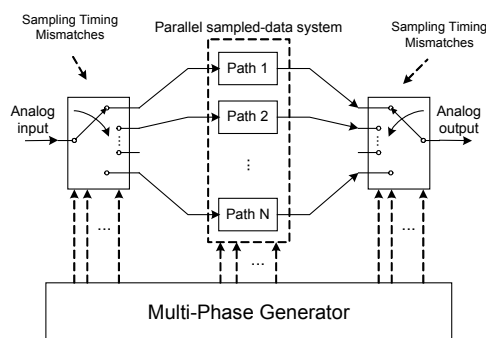 Sampling Timing
Mismatches
Parallel sampled-data system
Sampling Timing
Mismatches
Analog
input
Path 1
Path 2
...
Path N
Analog
output
...
...
...
Multi-Phase Generator